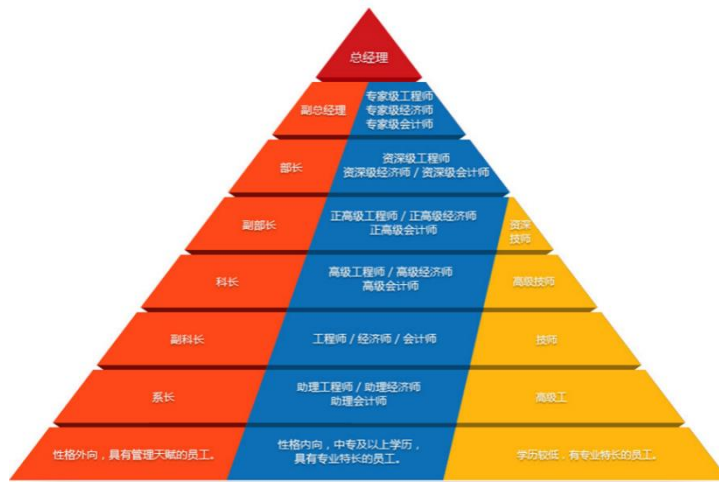 总经理
副总经理
专家级工程师
专家级经济师
专家级会计师
部长
资深级工程师
资深级经济师 / 资深级会计师
副部长
正高级工程师 / 正高级经济师
正高级会计师
资深
技师
科长
高级工程师 / 高级经济师
高级会计师
高级技师
副科长
工程师 / 经济师 / 会计师
技师
系长
助理工程师 / 助理经济师
助理会计师
高级工
性格外向，具有管理天赋的员工。
性格内向，中专及以上学历，
具有专业特长的员工。
学历较低，有专业特长的员工。